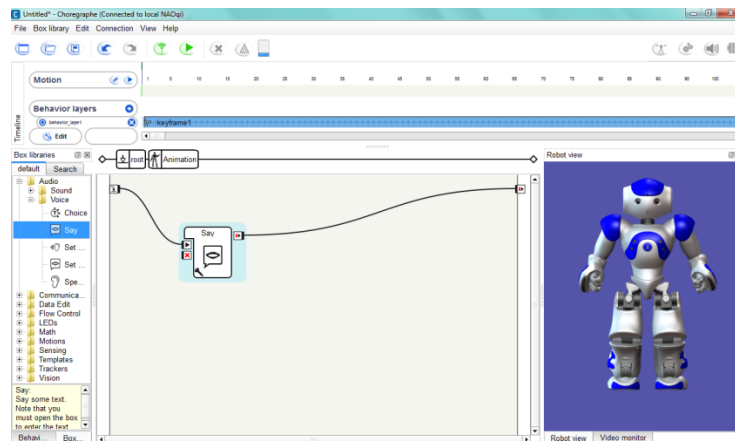 Untitled* - Choregraphe (Connected to local NAOqi)
File Box library Edit Connection View Help
Motion
1 5 10 15 20 25 30 35 40 45 50 55 60 65 70 75 80 85 90 95 100
Behavior layers
behavior_layer1
keyframe1
Edit
Timeline
Box libraries
root Animation
Robot view
default Search
Audio
Sound
Voice
Choice
Say
Set ...
Set ...
Spe...
Communica...
Data Edit
Flow Control
LEDs
Math
Motions
Sensing
Templates
Trackers
Vision
Say
Say:
Say some text.
Note that you
must open the box
to enter the text
Behavi... Box...
Robot view Video monitor